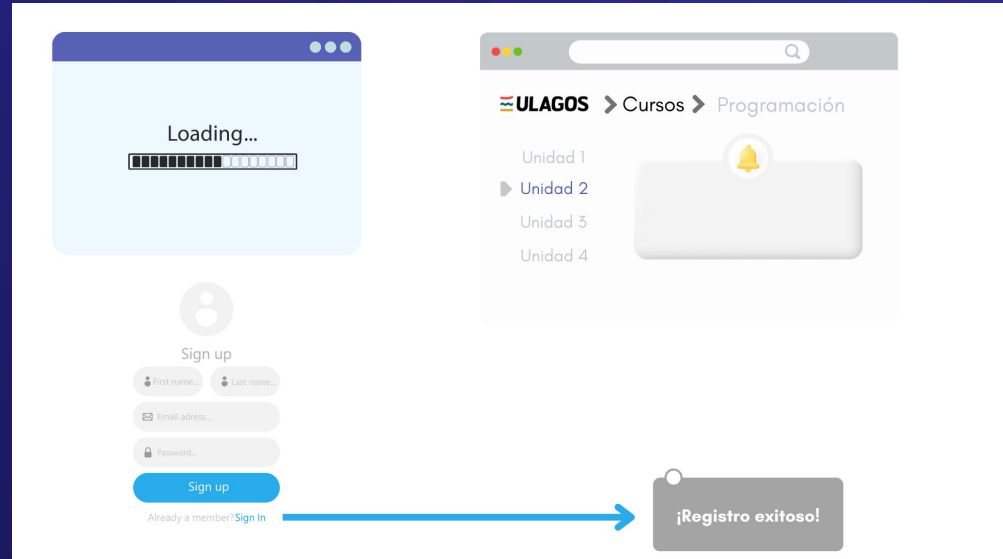 Loading...
ULAGOS Cursos Programación
Unidad 1
Unidad 2
Unidad 3
Unidad 4
Sign up
First name... Last name...
Email adress...
Password...
Sign up
Already a member? Sign In
¡Registro exitoso!